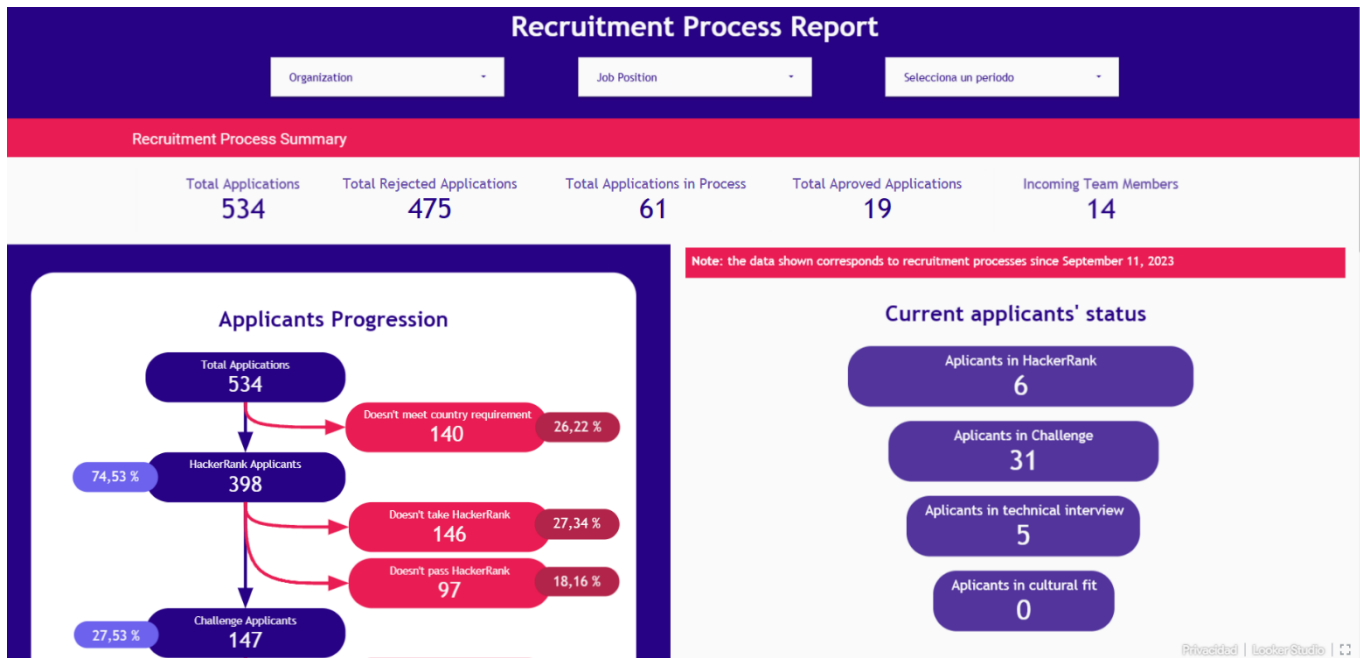 Recruitment Process Report
Organization
Job Position
Selecciona un periodo
Recruitment Process Summary
Total Applications
534
Total Rejected Applications
475
Total Applications in Process
61
Total Aproved Applications
19
Incoming Team Members
14
Note: the data shown corresponds to recruitment processes since September 11, 2023
Applicants Progression
Total Applications
534
Doesn't meet country requirement
140
26,22 %
HackerRank Applicants
398
74,53 %
Doesn't take HackerRank
146
27,34 %
Doesn't pass HackerRank
97
18,16 %
Challenge Applicants
147
27,53 %
Current applicants' status
Aplicants in HackerRank
6
Aplicants in Challenge
31
Aplicants in technical interview
5
Aplicants in cultural fit
0
Privacidad | Looker Studio |